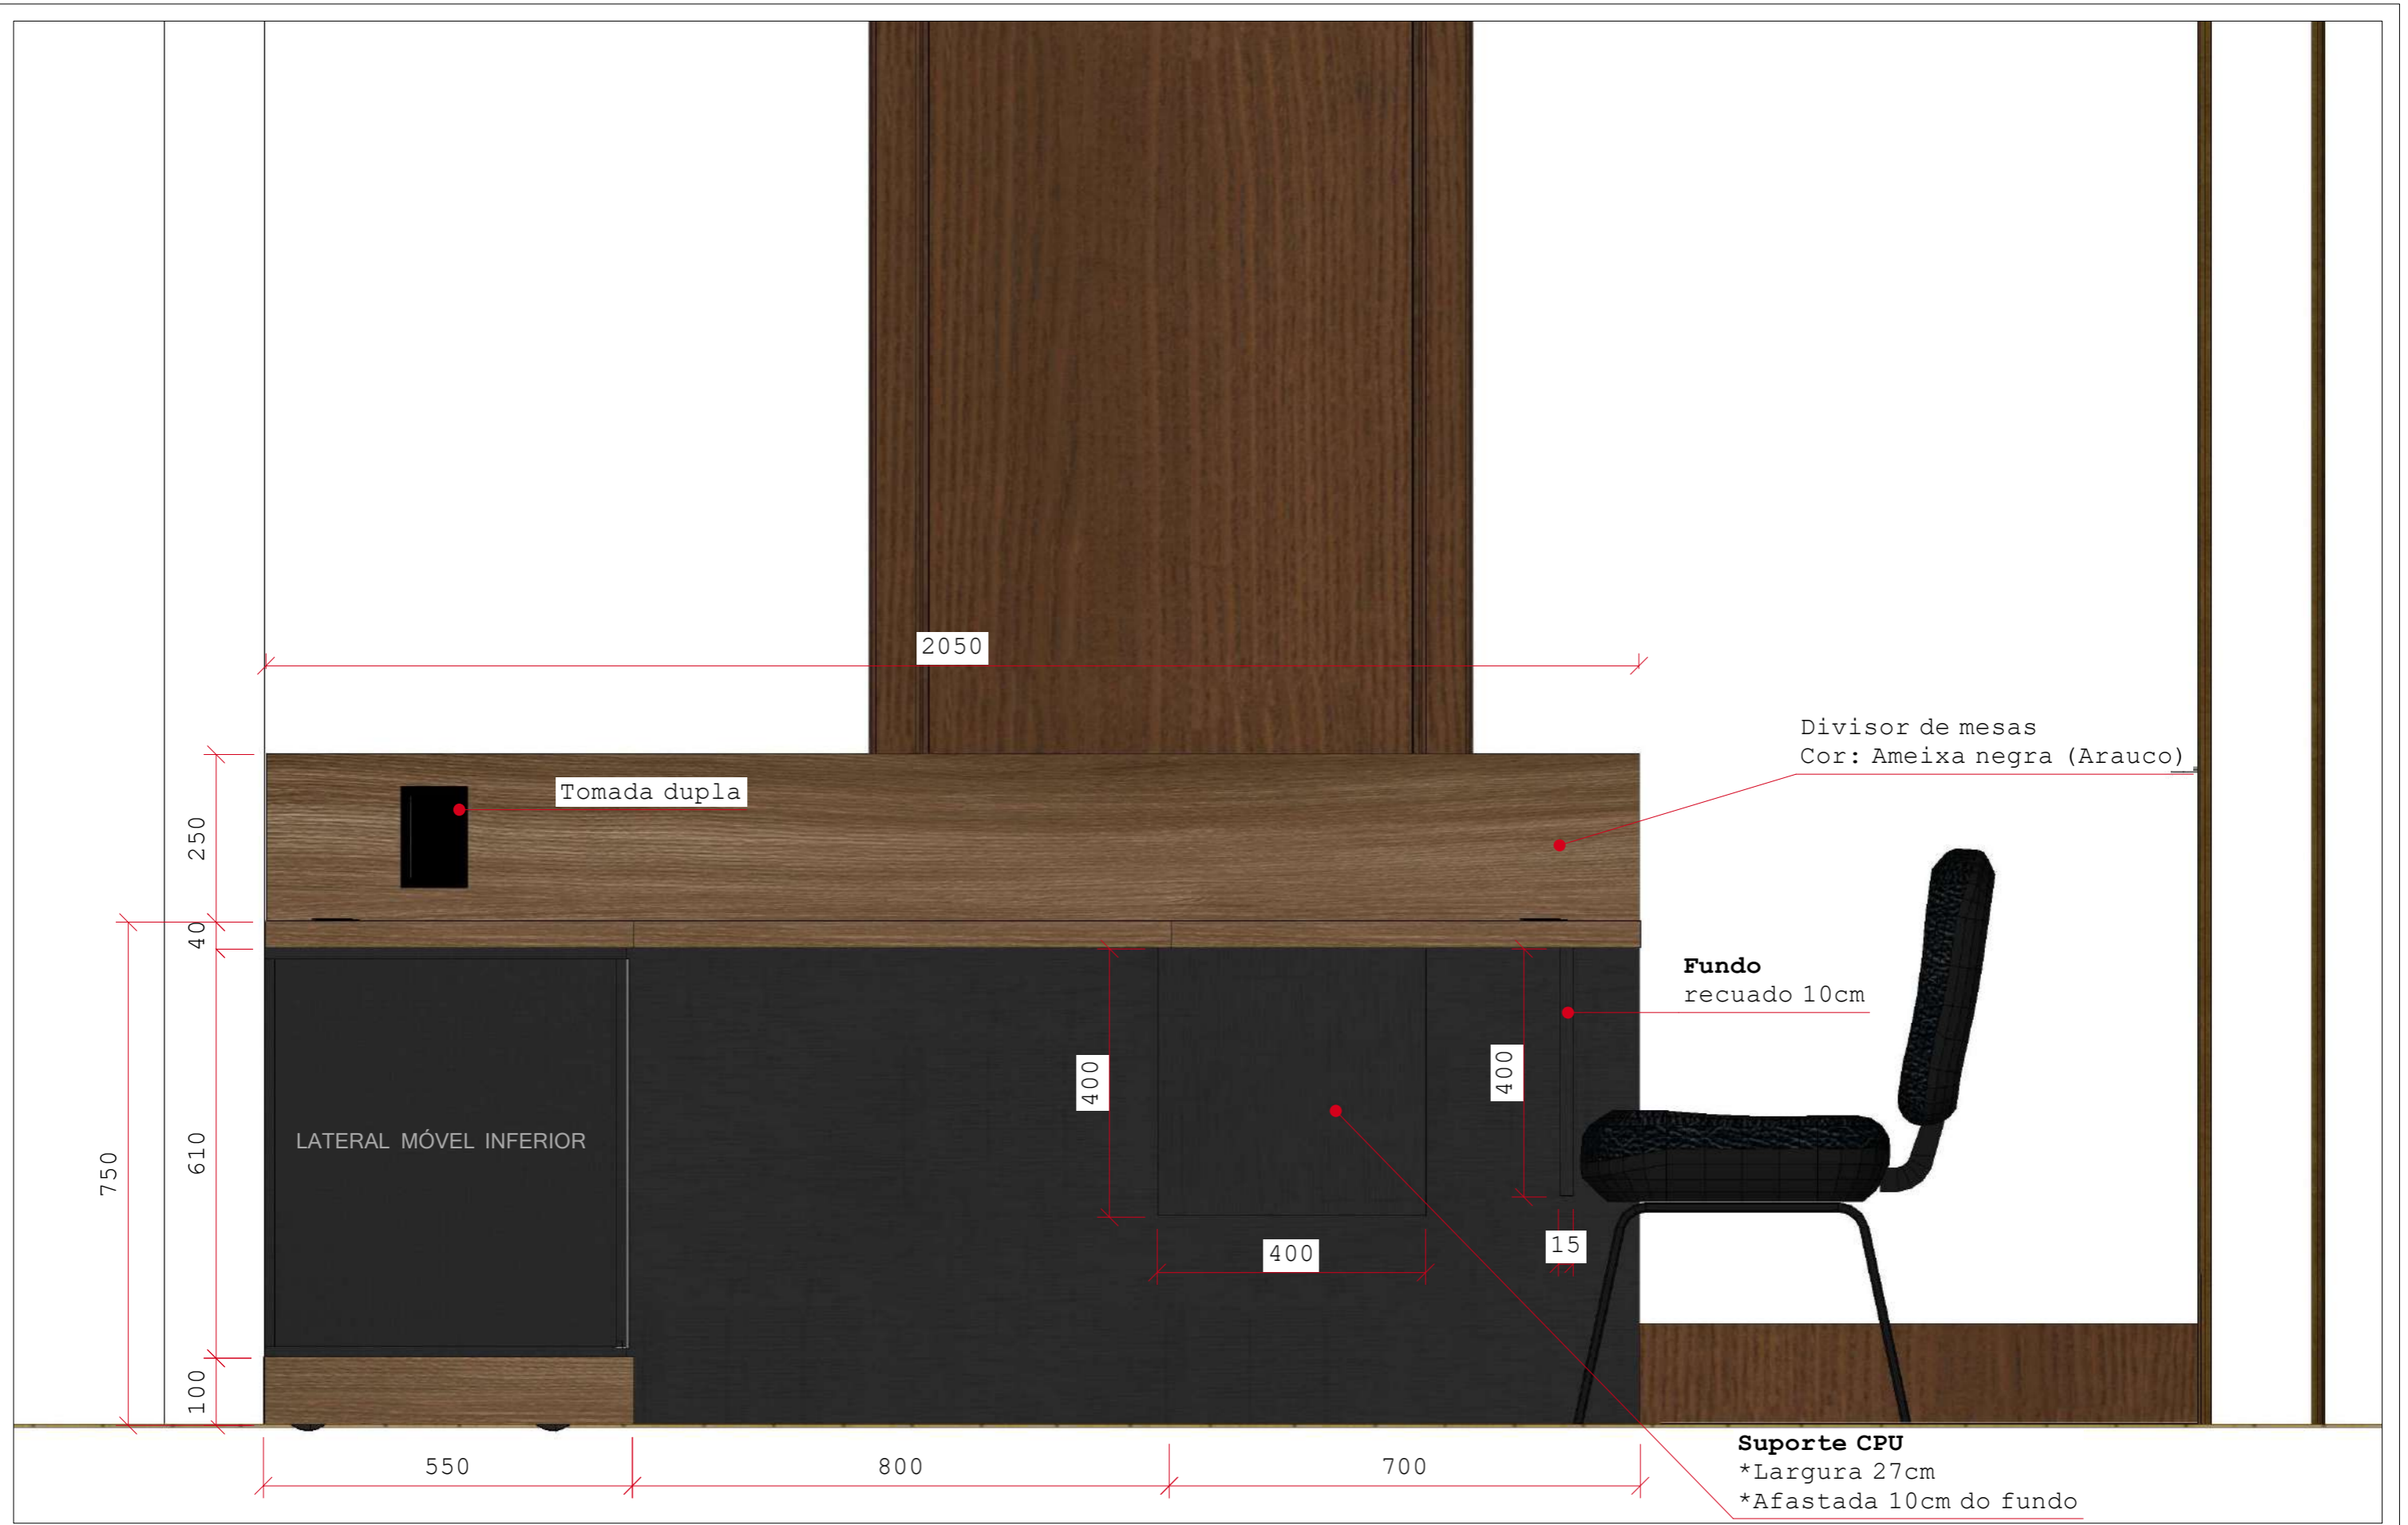 2050
Divisor de mesas
Cor: Ameixa negra (Arauco)
Tomada dupla
250
40
Fundo
recuado 10cm
400
400
LATERAL MÓVEL INFERIOR
610
750
15
400
100
Suporte CPU
*Largura 27cm
*Afastada 10cm do fundo
550
800
700